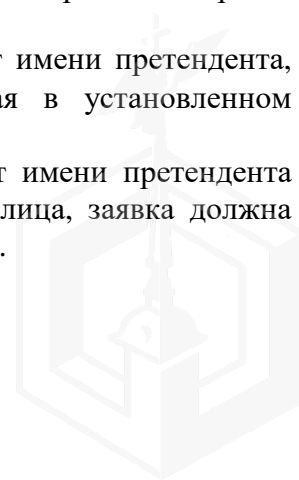 т имени претендента,
ая в установленном
т имени претендента
лица, заявка должна
.